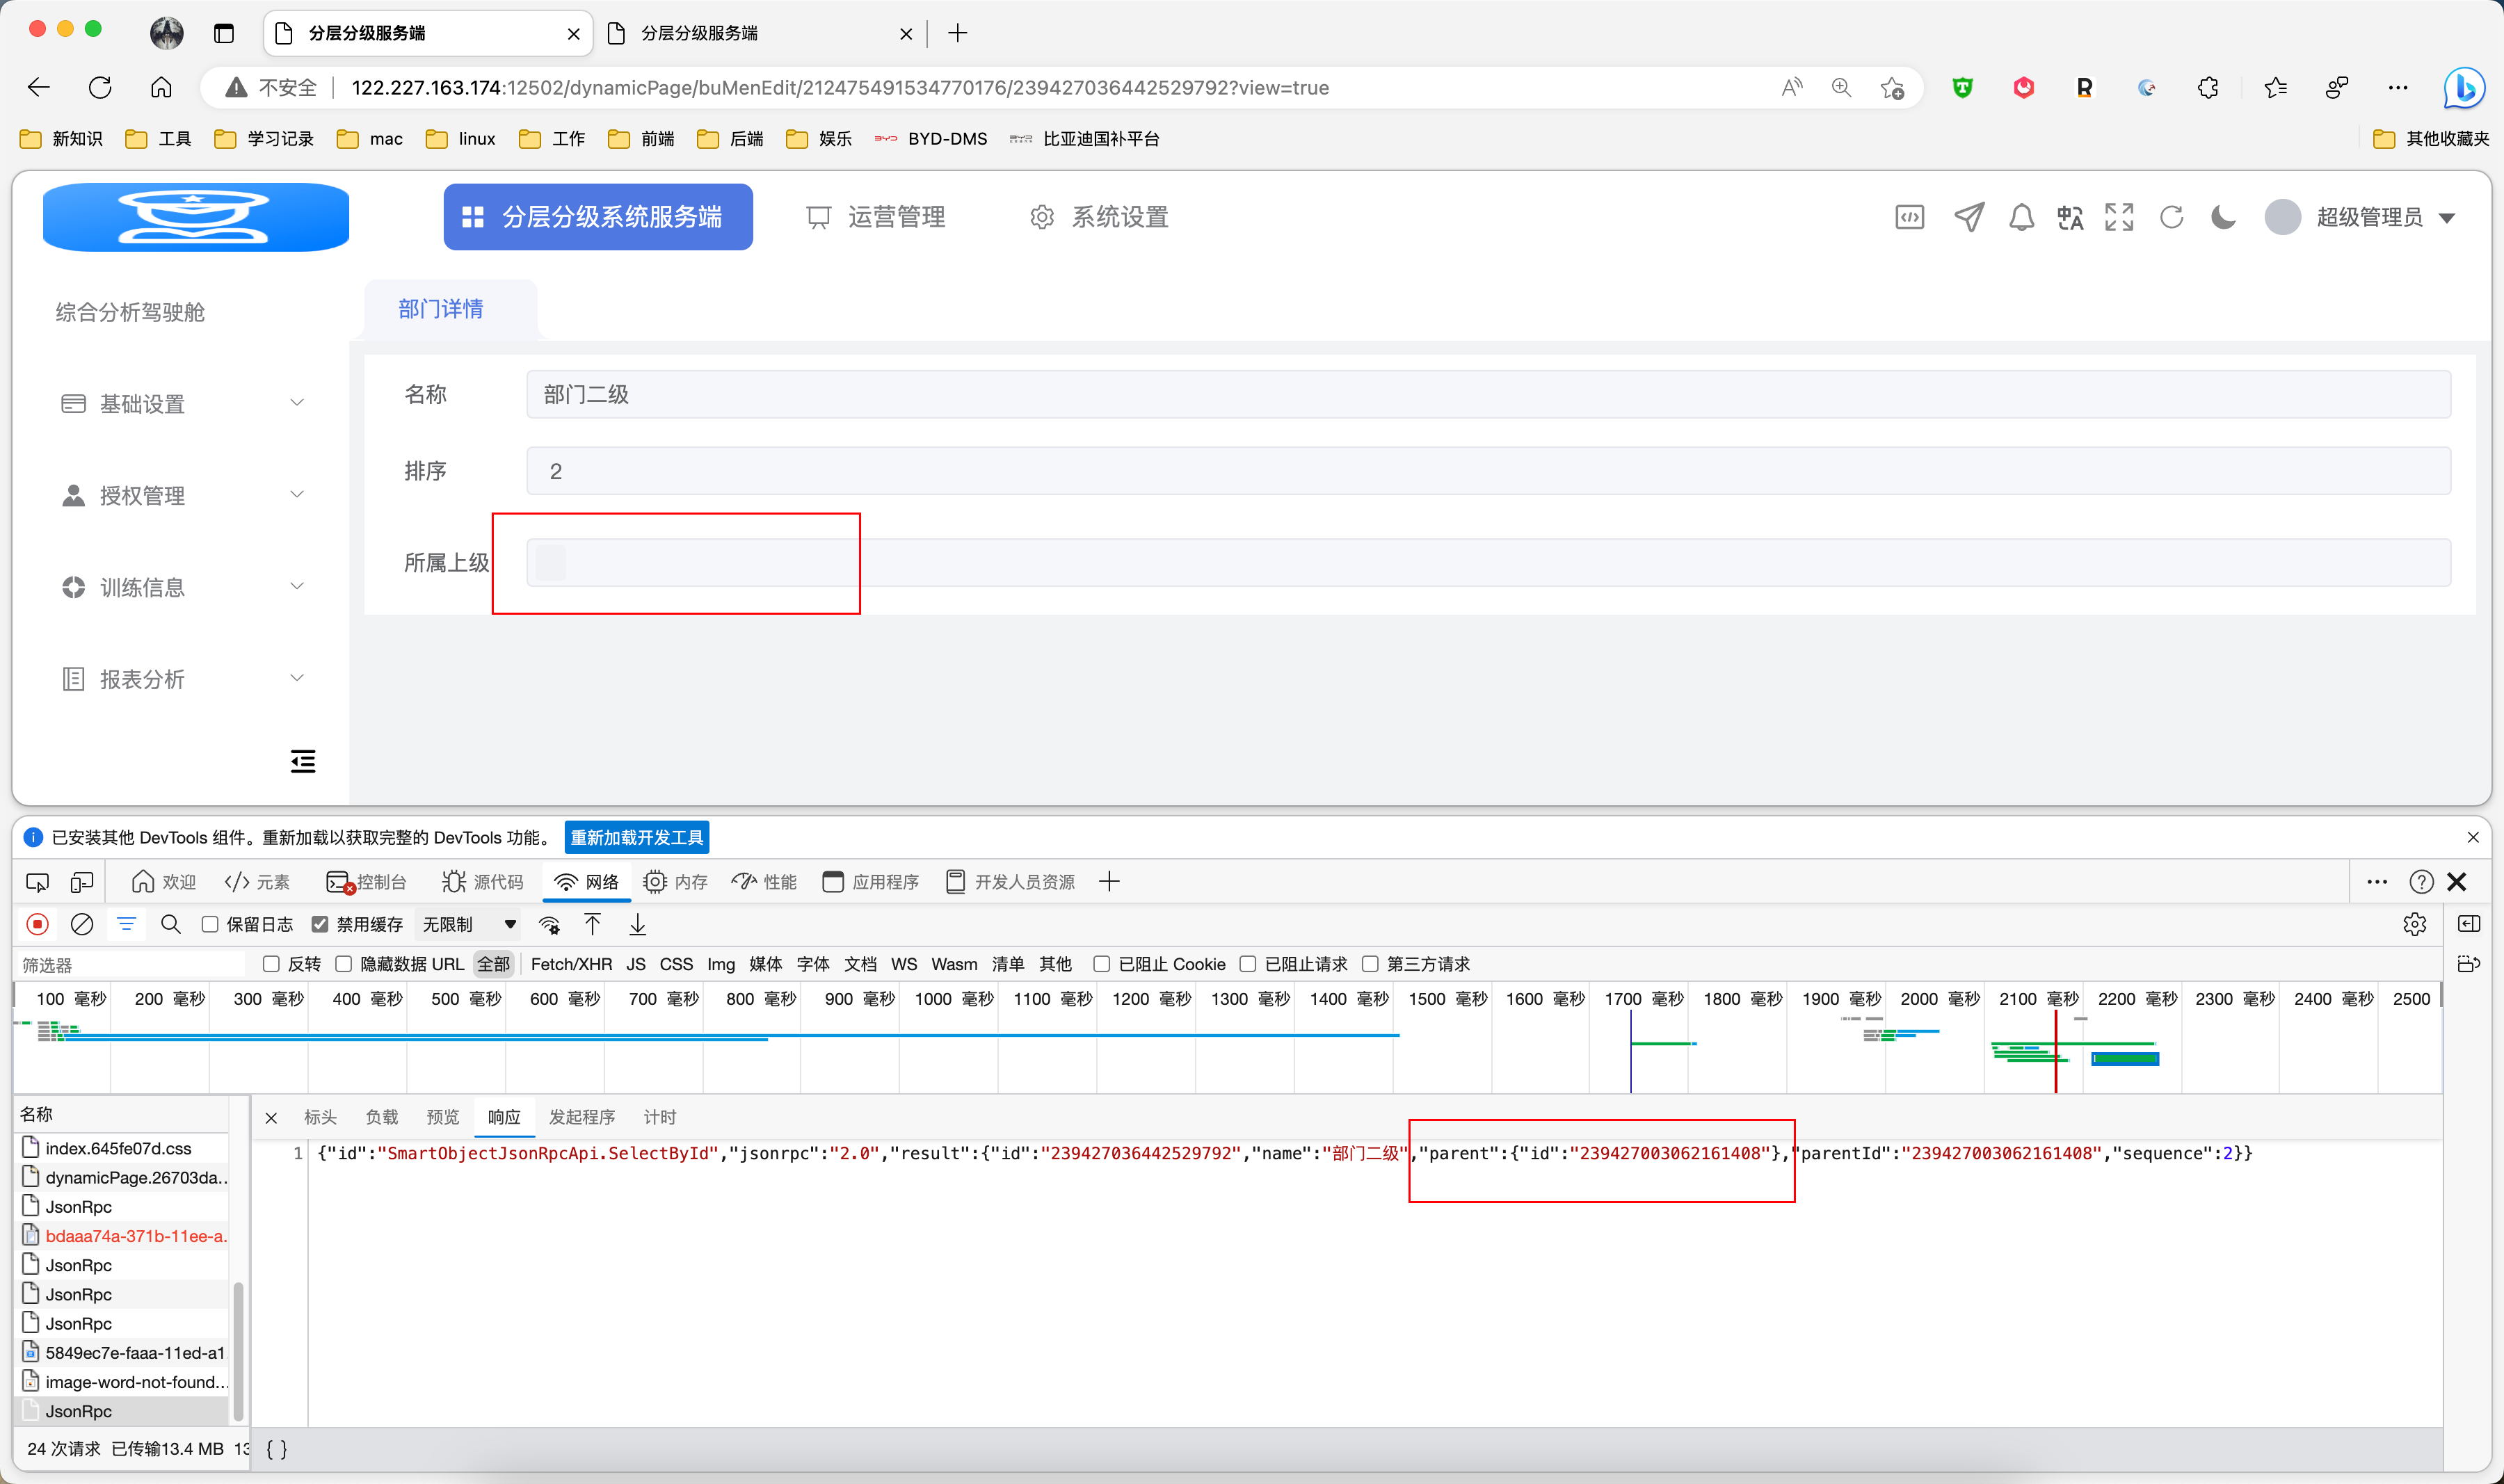 分层分级服务端
分层分级服务端
不安全 122.227.163.174:12502/dynamicPage/buMenEdit/212475491534770176/239427036442529792?view=true
新知识 工具 学习记录 mac linux 工作 前端 后端 娱乐 BYD-DMS 比亚迪国补平台 其他收藏夹
分层分级系统服务端 运营管理 系统设置 超级管理员
综合分析驾驶舱
基础设置
授权管理
训练信息
报表分析
部门详情
名称 部门二级
排序 2
所属上级
已安装其他 DevTools 组件。重新加载以获取完整的 DevTools 功能。 重新加载开发工具
欢迎 元素 控制台 源代码 网络 内存 性能 应用程序 开发人员资源
保留日志 禁用缓存 无限制
筛选器 反转 隐藏数据 URL 全部 Fetch/XHR JS CSS Img 媒体 字体 文档 WS Wasm 清单 其他 已阻止 Cookie 已阻止请求 第三方请求
100 毫秒 200 毫秒 300 毫秒 400 毫秒 500 毫秒 600 毫秒 700 毫秒 800 毫秒 900 毫秒 1000 毫秒 1100 毫秒 1200 毫秒 1300 毫秒 1400 毫秒 1500 毫秒 1600 毫秒 1700 毫秒 1800 毫秒 1900 毫秒 2000 毫秒 2100 毫秒 2200 毫秒 2300 毫秒 2400 毫秒 2500
名称
index.645fe07d.css
dynamicPage.26703da...
JsonRpc
bdaaa74a-371b-11ee-a.
JsonRpc
JsonRpc
JsonRpc
5849ec7e-faaa-11ed-a1
image-word-not-found...
JsonRpc
24 次请求 已传输13.4 MB 13
标头 负载 预览 响应 发起程序 计时
1 {"id":"SmartObjectJsonRpcApi.SelectById","jsonrpc":"2.0","result":{"id":"239427036442529792","name":"部门二级","parent":{"id":"239427003062161408"},"parentId":"239427003062161408","sequence":2}}
{ }